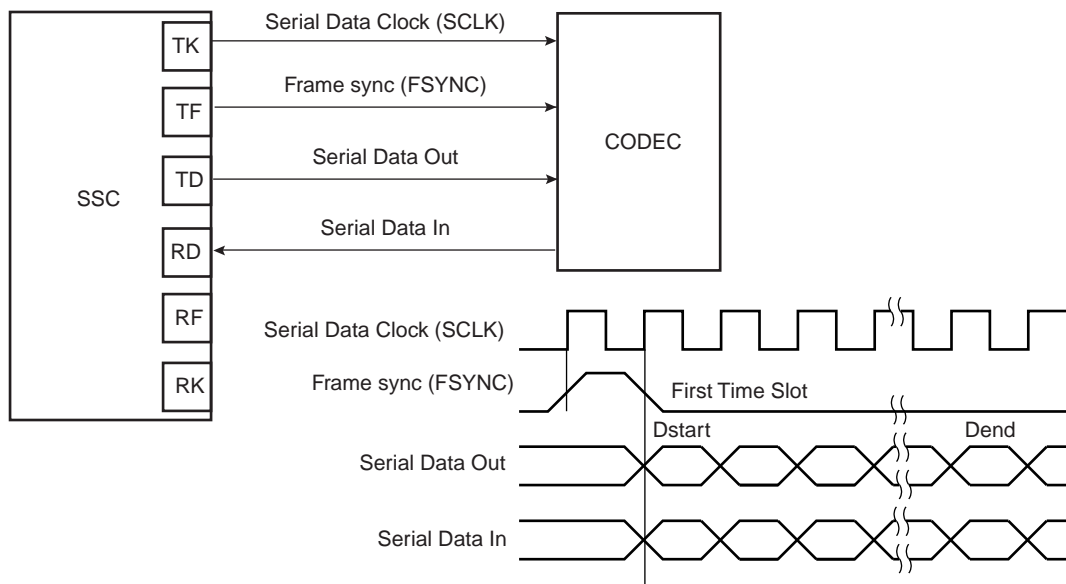 Serial Data Clock (SCLK)
TK
Frame sync (FSYNC)
TF
CODEC
Serial Data Out
TD
SSC
Serial Data In
RD
RF
Serial Data Clock (SCLK)
RK
Frame sync (FSYNC)
First Time Slot
Dstart
Dend
Serial Data Out
Serial Data In